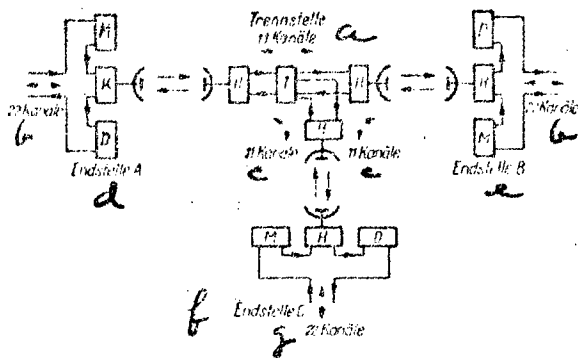 Trennstelle
11 Kanäle
a
M
D
H
H
T
H
H
22 Kanäle
b
D
M
22 Kanäle
b
H
11 Kanäle
11 Kanäle
c
c
Endstelle A
d
Endstelle B
e
M
H
D
f
Endstelle C
g
22 Kanäle